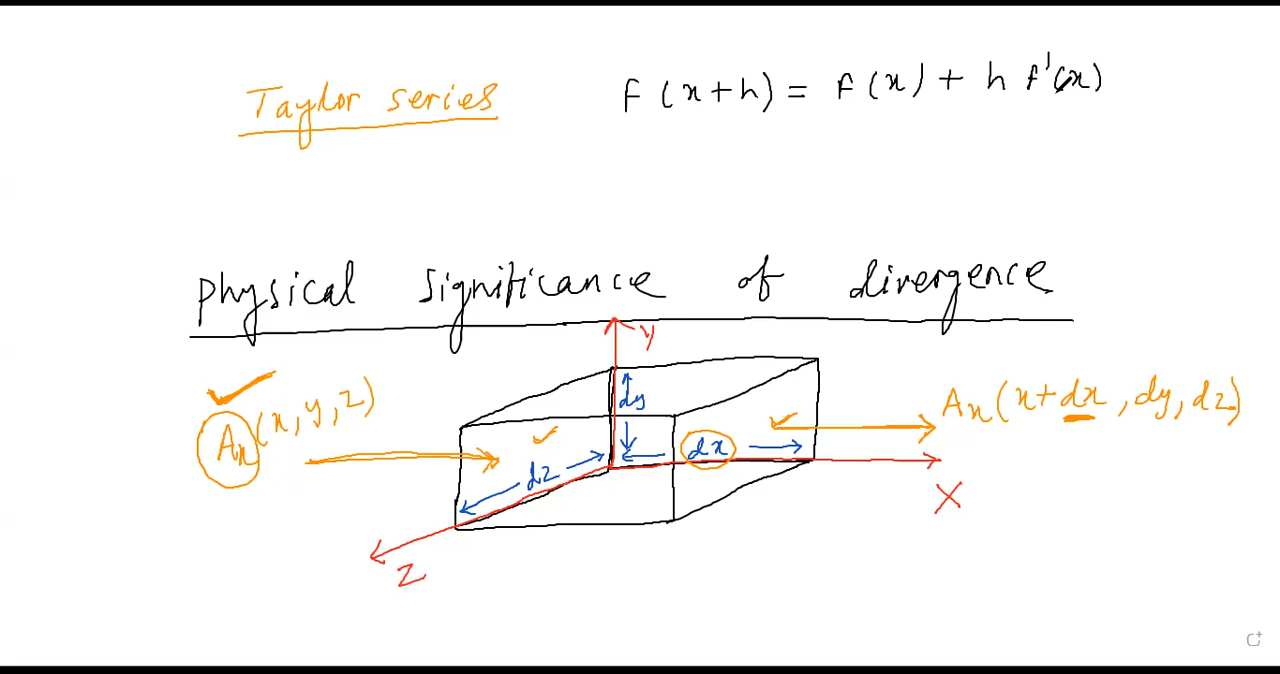 Taylor series F(x+h) = F(x) + h F'(x)
Physical significance of divergence
y
Ax(x,y,z)
dy
Ax(x+dx,dy,dz)
dx
dz
X
Z